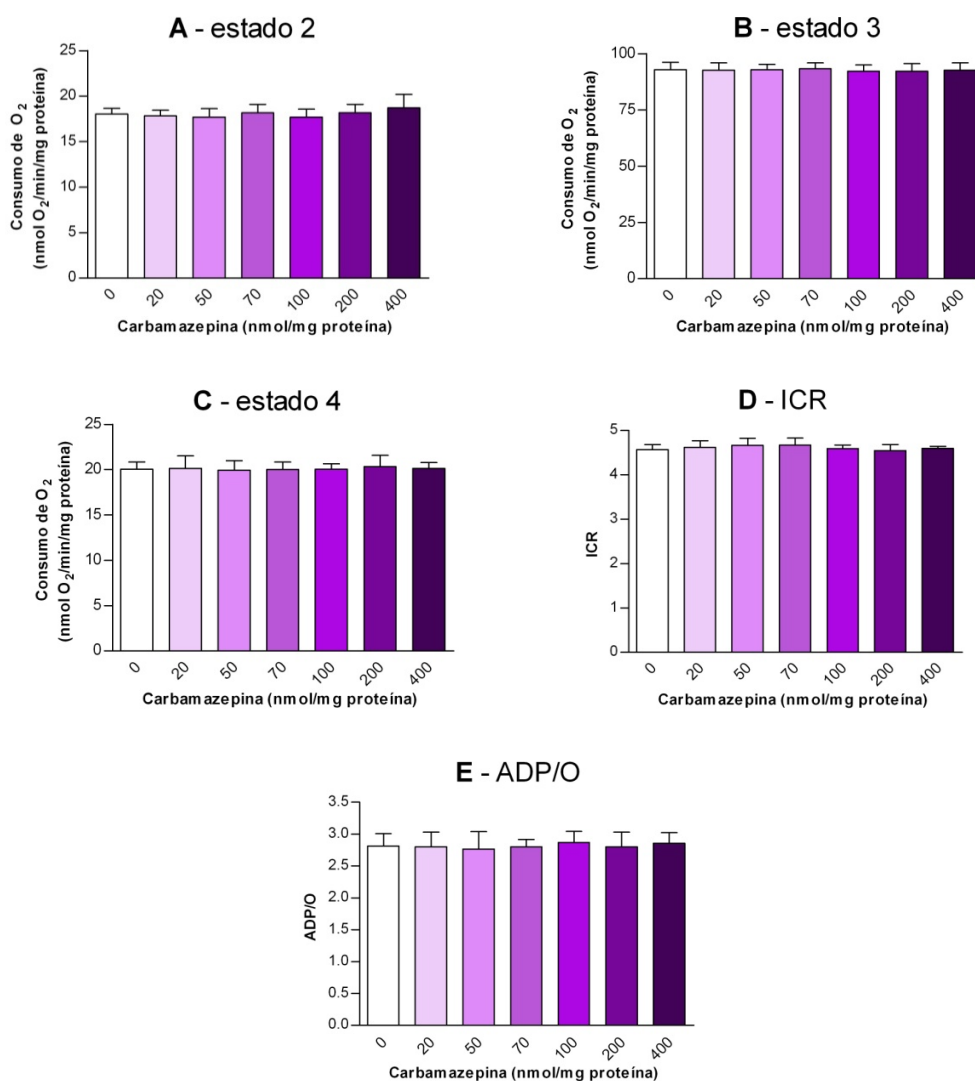 A - estado 2
Consumo de O2
(nmol O2/min/mg proteína)
25
20
15
10
5
0
0 20 50 70 100 200 400
Carbamazepina (nmol/mg proteína)
B - estado 3
Consumo de O2
(nmol O2/min/mg proteína)
100
75
50
25
0
0 20 50 70 100 200 400
Carbamazepina (nmol/mg proteína)
C - estado 4
Consumo de O2
(nmol O2/min/mg proteína)
25
20
15
10
5
0
0 20 50 70 100 200 400
Carbamazepina (nmol/mg proteína)
D - ICR
ICR
5
4
3
2
1
0
0 20 50 70 100 200 400
Carbamazepina (nmol/mg proteína)
E - ADP/O
ADP/O
3.5
3.0
2.5
2.0
1.5
1.0
0.5
0.0
0 20 50 70 100 200 400
Carbamazepina (nmol/mg proteína)